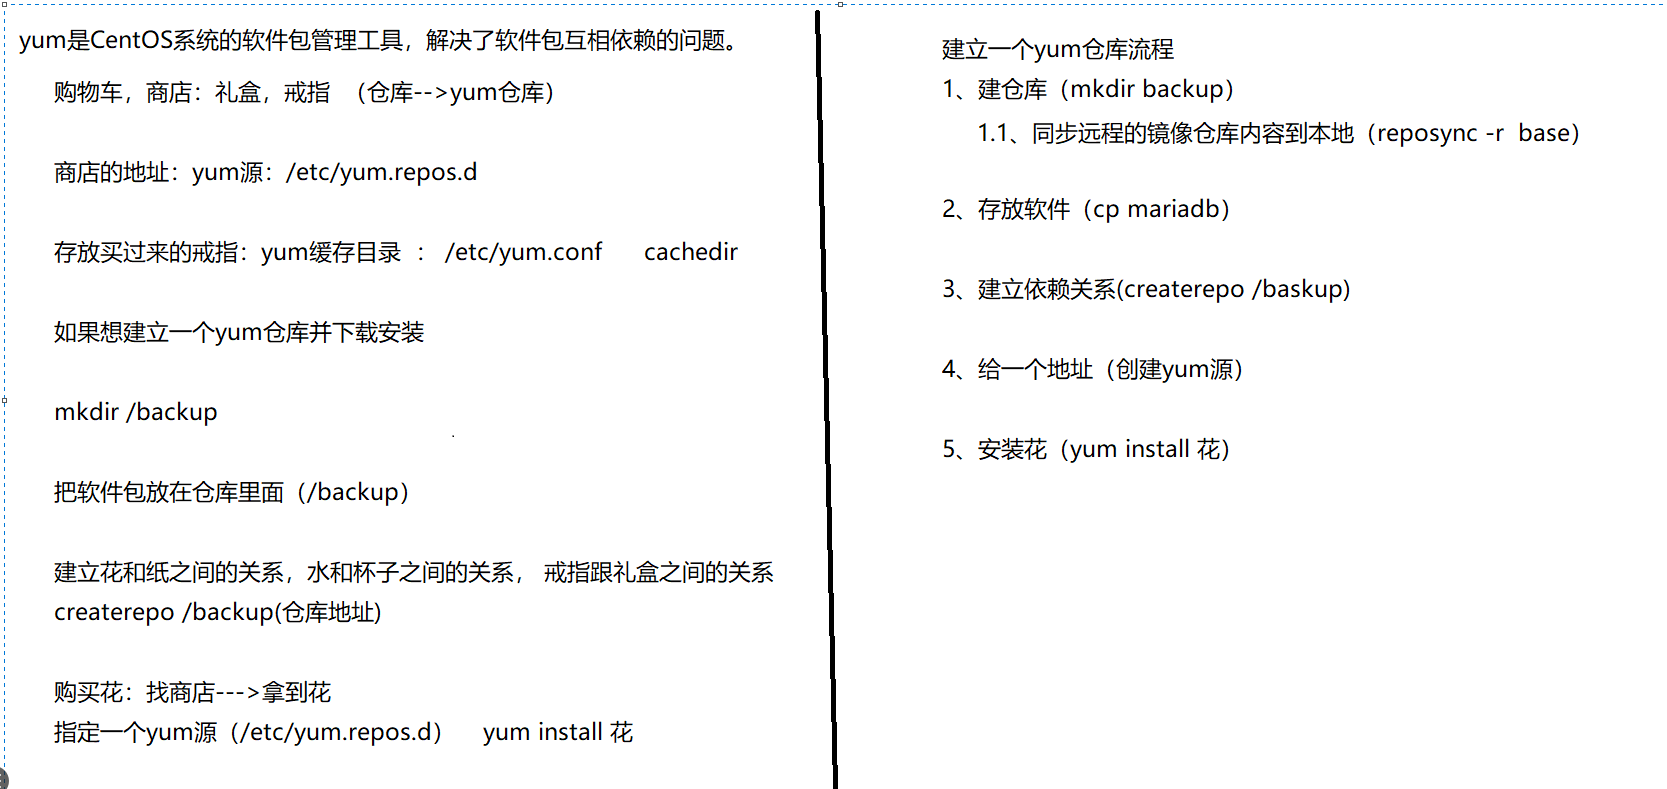 yum是CentOS系统的软件包管理工具，解决了软件包互相依赖的问题。
购物车，商店：礼盒，戒指 （仓库-->yum仓库）
商店的地址：yum源：/etc/yum.repos.d
存放买过来的戒指：yum缓存目录 ： /etc/yum.conf cachedir
如果想建立一个yum仓库并下载安装
mkdir /backup
把软件包放在仓库里面（/backup）
建立花和纸之间的关系，水和杯子之间的关系， 戒指跟礼盒之间的关系
createrepo /backup(仓库地址)
购买花：找商店--->拿到花
指定一个yum源（/etc/yum.repos.d） yum install 花
建立一个yum仓库流程
1、建仓库（mkdir backup）
1.1、同步远程的镜像仓库内容到本地（reposync -r base）
2、存放软件（cp mariadb）
3、建立依赖关系(createrepo /baskup)
4、给一个地址（创建yum源）
5、安装花（yum install 花）